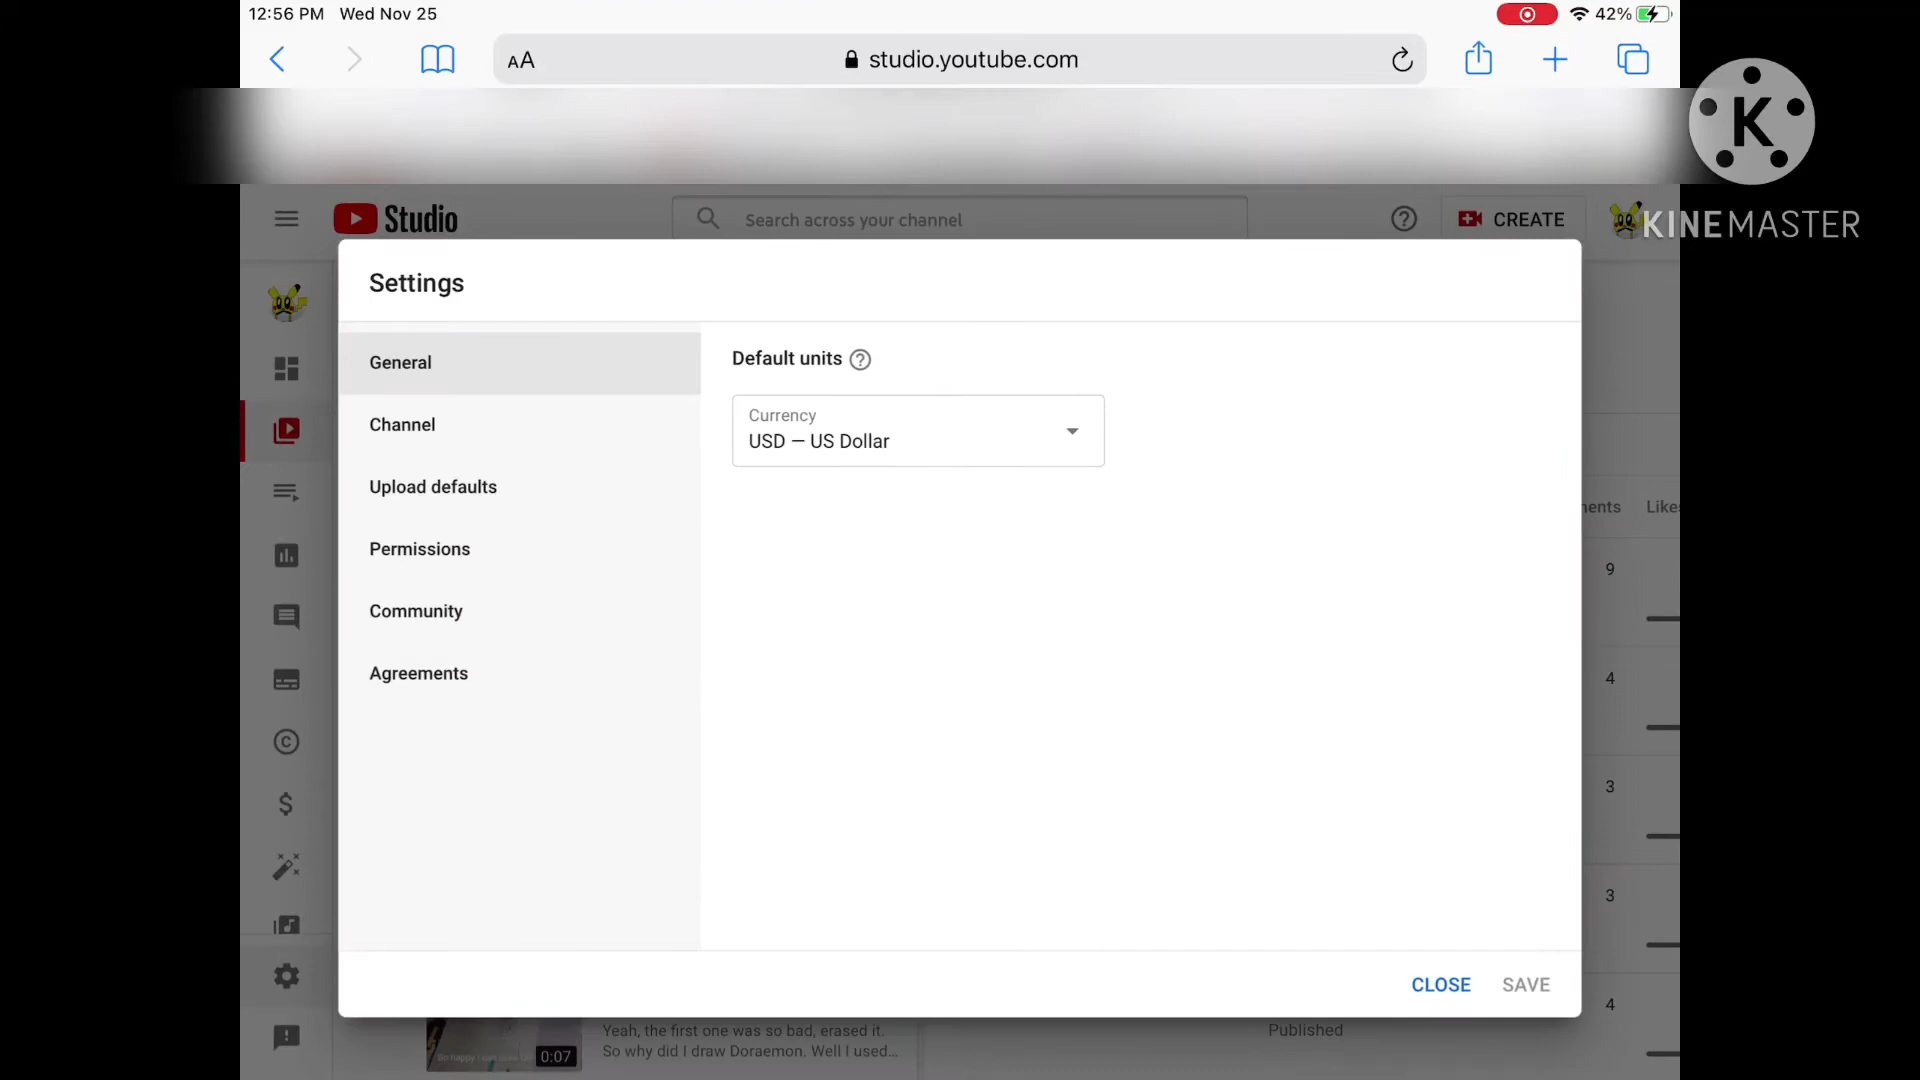 12:56 PM Wed Nov 25
42%
AA studio.youtube.com
K
KINEMASTER
Studio
Search across your channel
CREATE
Settings
General
Channel
Upload defaults
Permissions
Community
Agreements
Default units ?
Currency
USD — US Dollar
Likes
9
4
3
3
4
CLOSE SAVE
0:07
Yeah, the first one was so bad, erased it.
So why did I draw Doraemon. Well I used...
Published